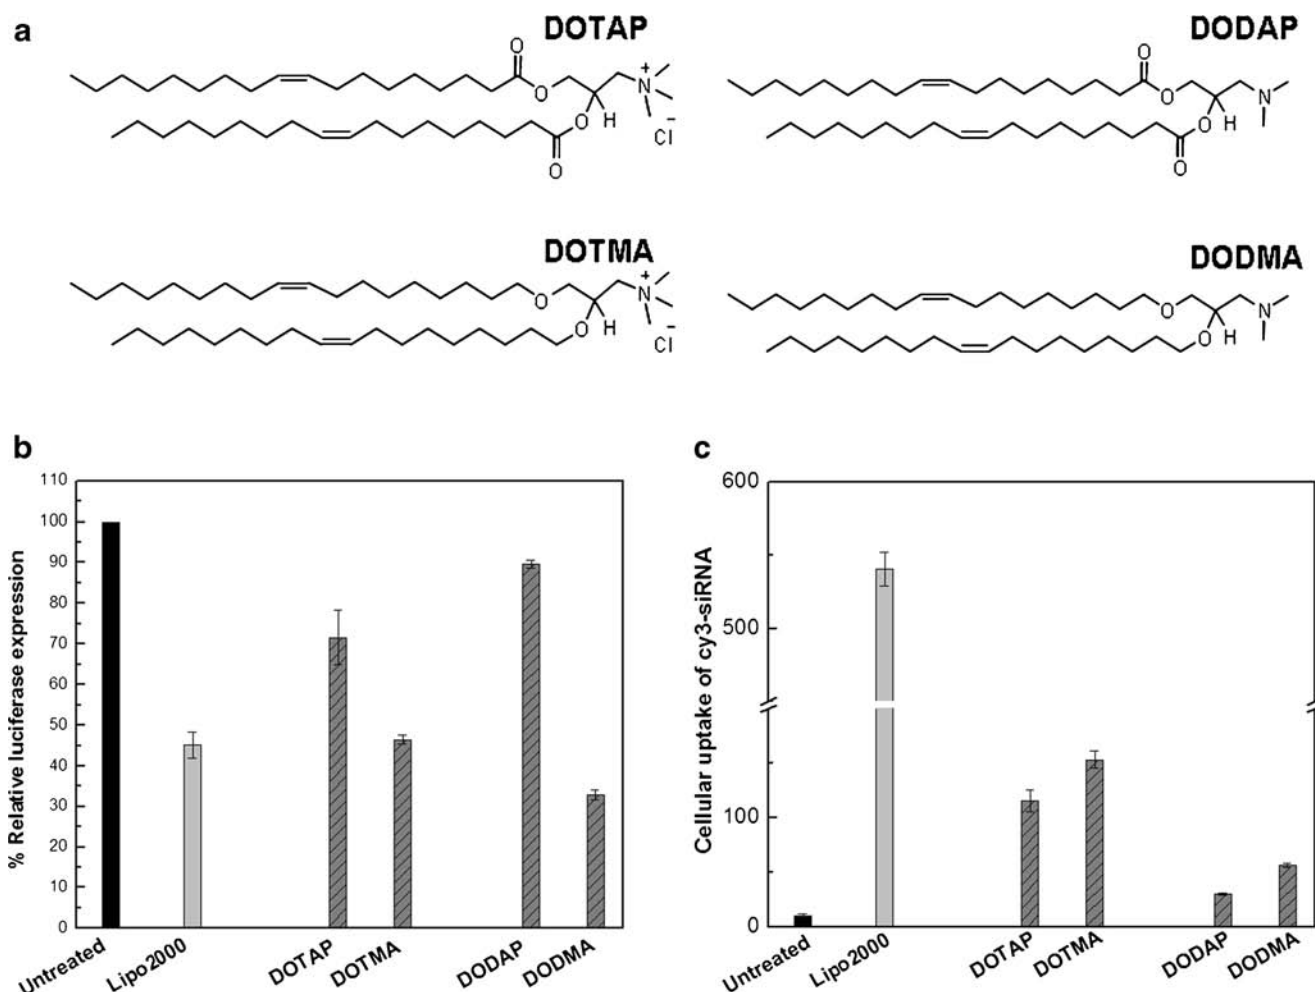 a
DOTAP
O
O
N
+
O
H
Cl
-
O
DODAP
O
O
N
O
H
O
DOTMA
+
O
N
O
H
-
Cl
DODMA
O
N
O
H
b
110
100
90
80
70
60
50
40
30
20
10
0
% Relative luciferase expression
Untreated
Lipo2000
DOTAP
DOTMA
DODAP
DODMA
c
600
500
100
0
Cellular uptake of cy3-siRNA
Untreated
Lipo2000
DOTAP
DOTMA
DODAP
DODMA